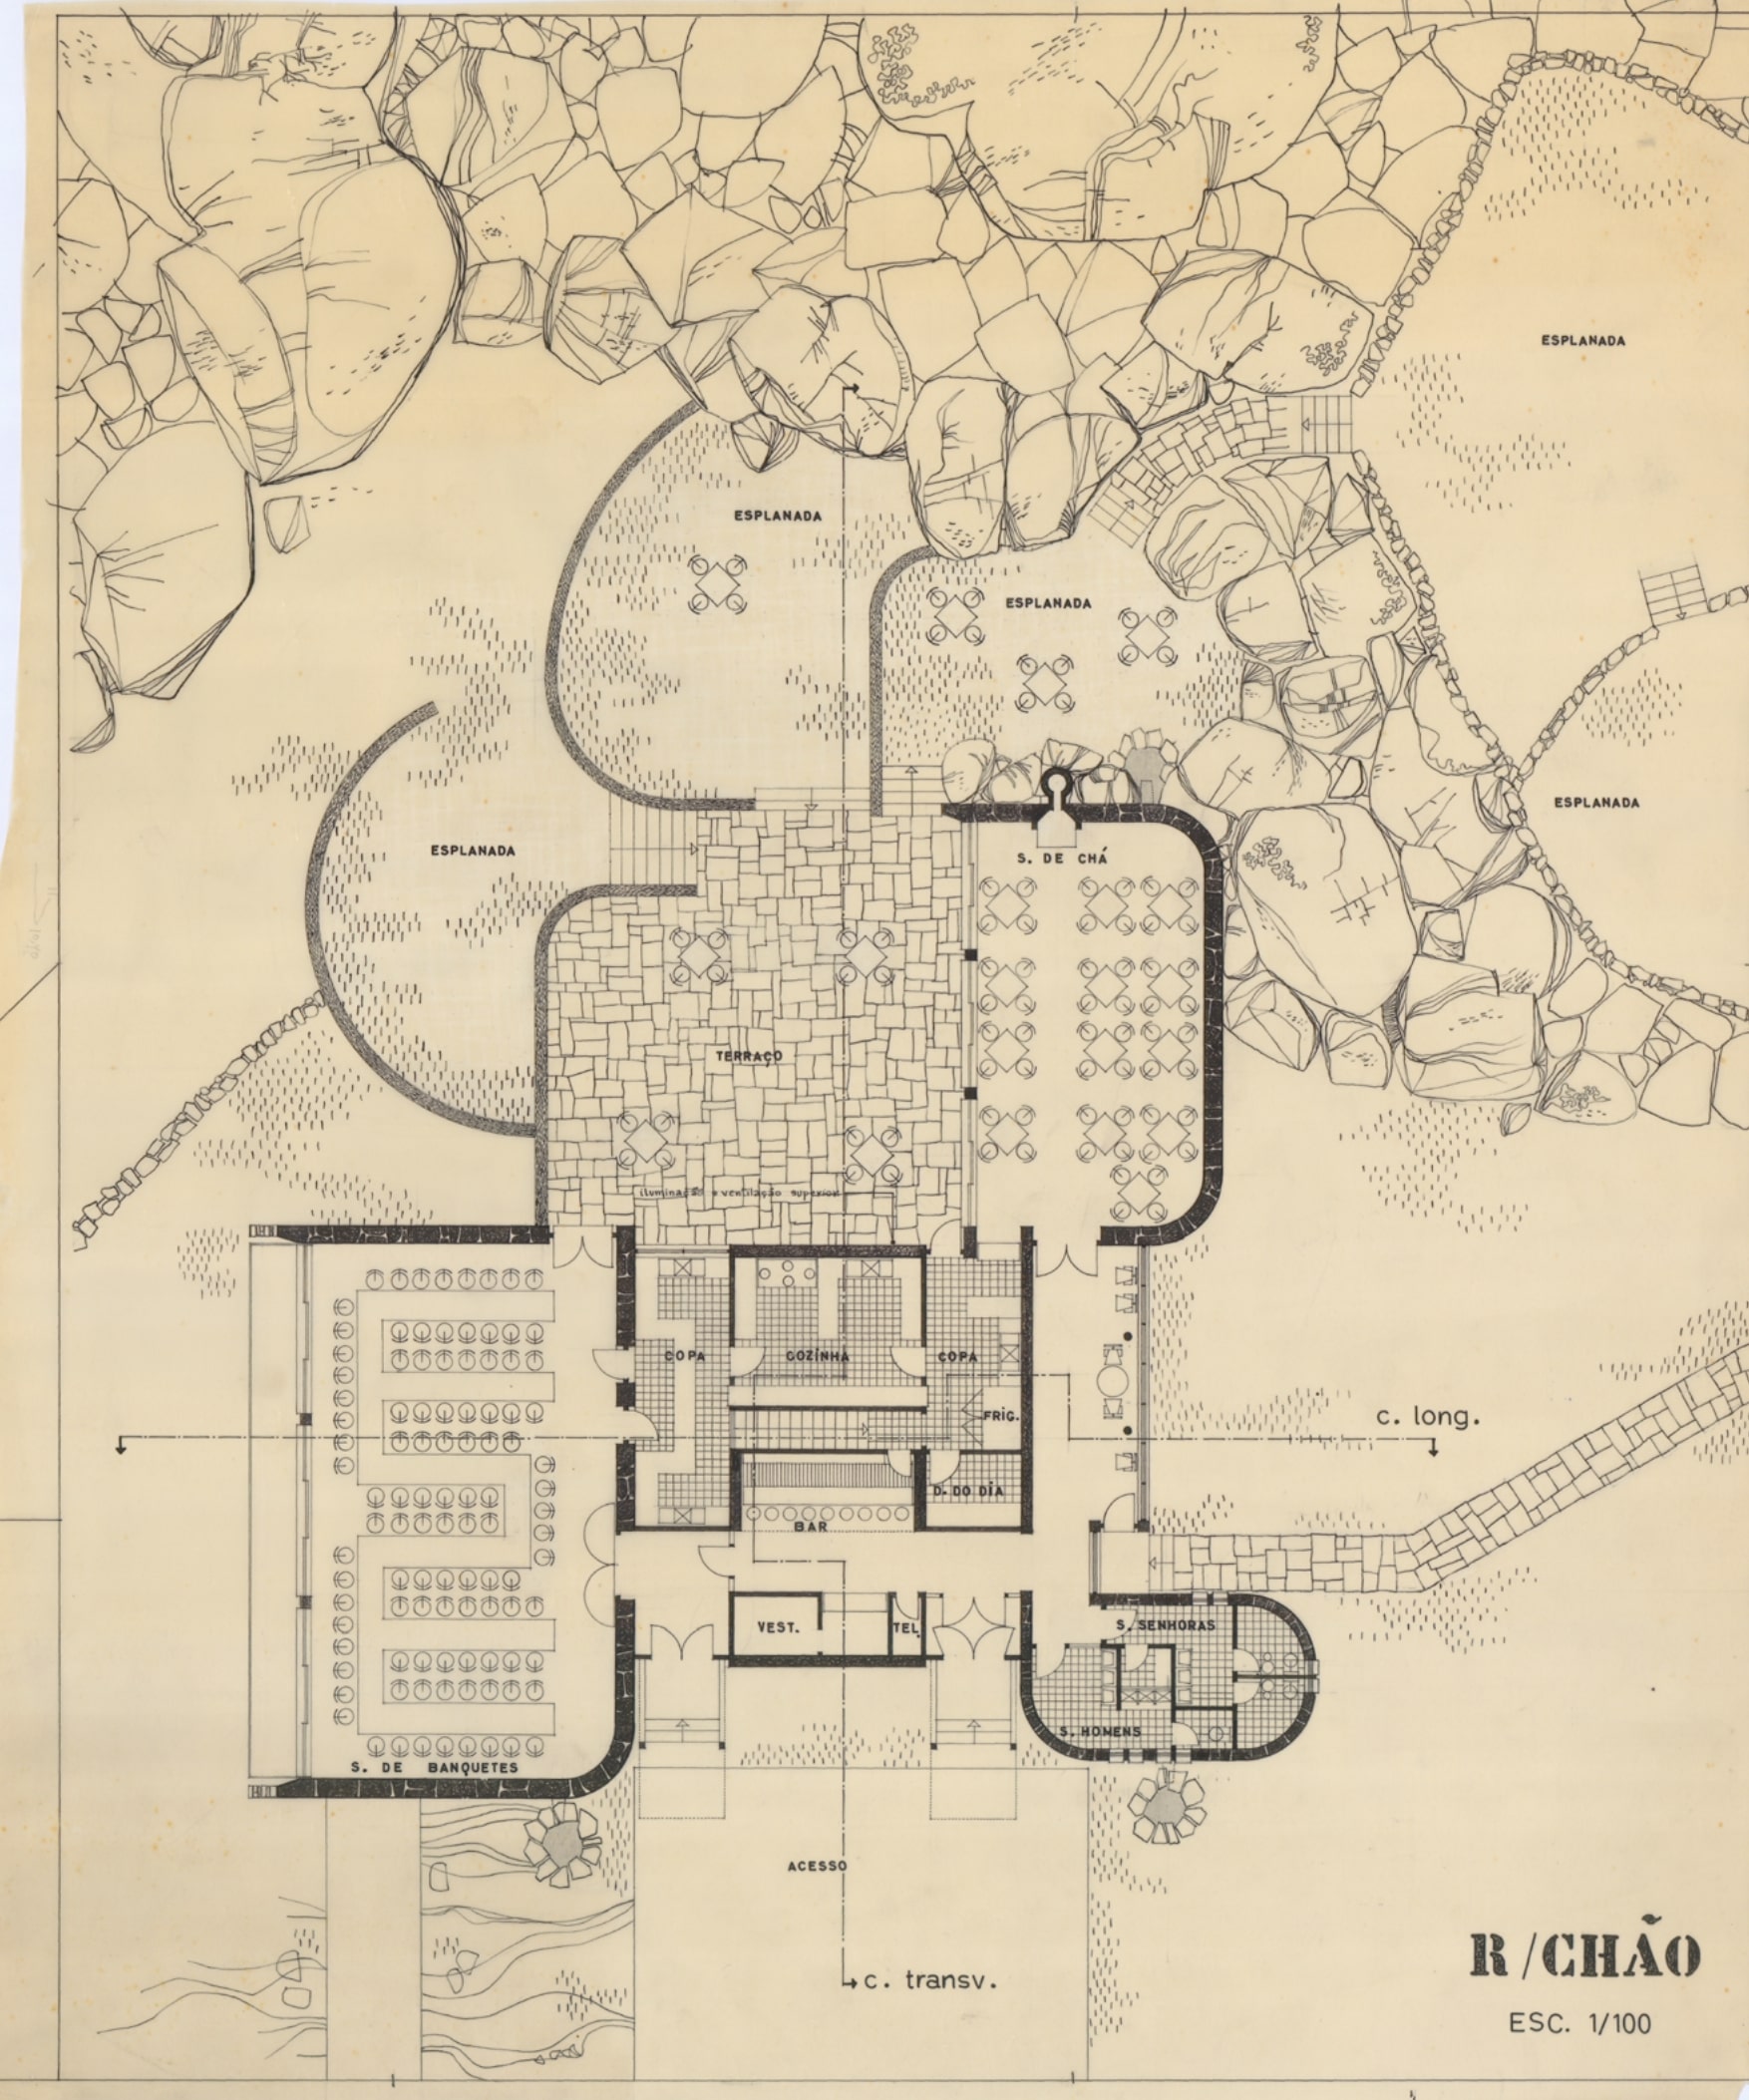 ESPLANADA
ESPLANADA
ESPLANADA
ESPLANADA
ESPLANADA
S. DE CHÁ
TERRAÇO
iluminação e ventilação superior
COPA
COZINHA
COPA
FRIG.
c. long.
D. DO DIA
BAR
VEST.
TEL.
S. SENHORAS
S. HOMENS
S. DE BANQUETES
ACESSO
c. transv.
R/CHÃO
ESC. 1/100